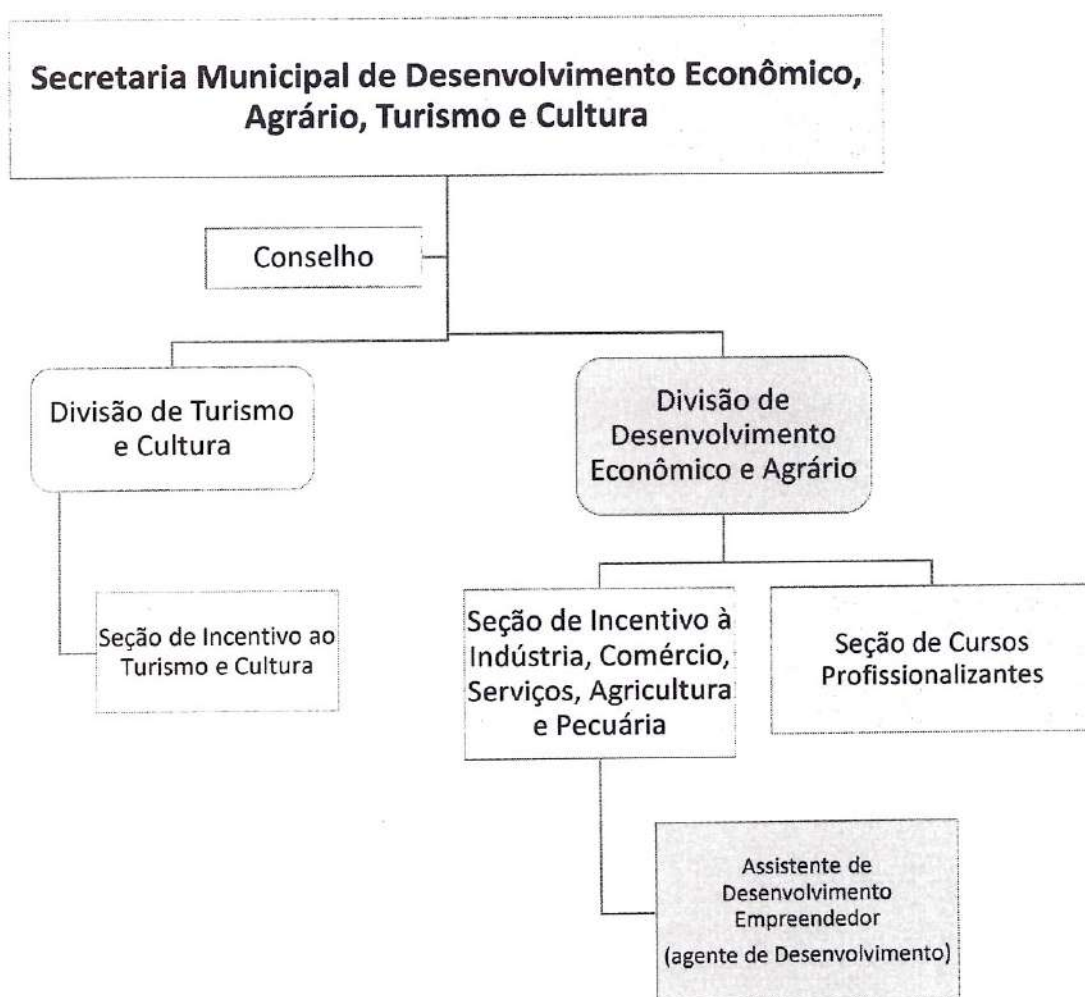 Secretaria Municipal de Desenvolvimento Econômico,
Agrário, Turismo e Cultura
Conselho
Divisão de Turismo
e Cultura
Divisão de
Desenvolvimento
Econômico e Agrário
Seção de Incentivo ao
Turismo e Cultura
Seção de Incentivo à
Indústria, Comércio,
Serviços, Agricultura
e Pecuária
Seção de Cursos
Profissionalizantes
Assistente de
Desenvolvimento
Empreendedor
(agente de Desenvolvimento)